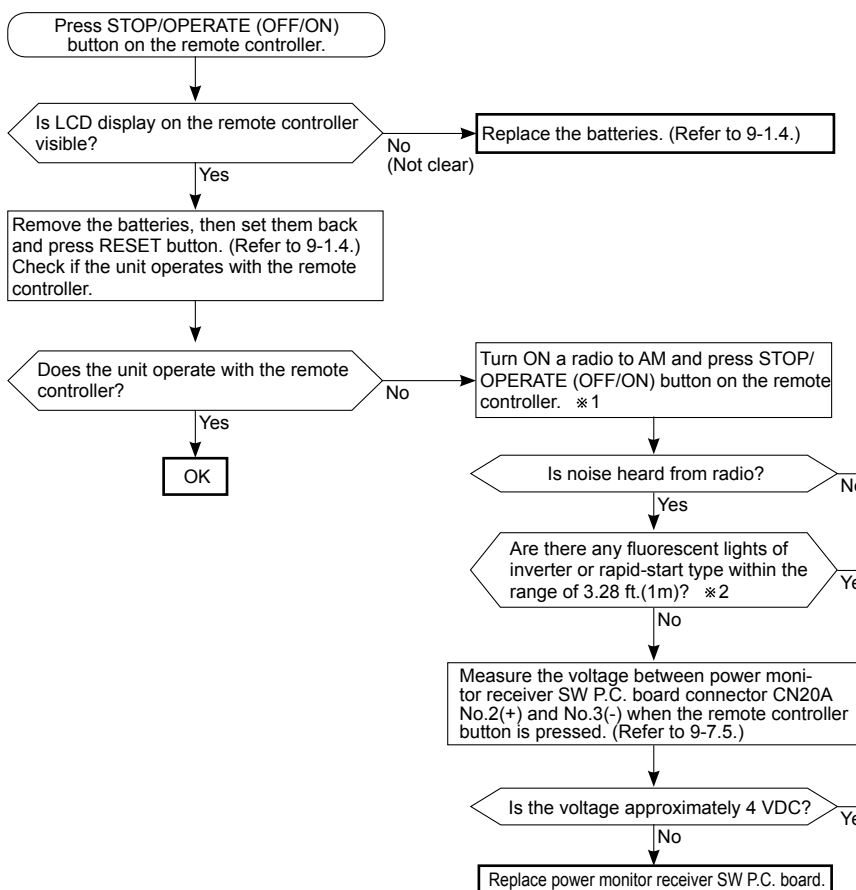 Press STOP/OPERATE (OFF/ON)
button on the remote controller.
Is LCD display on the remote controller
visible?
No
(Not clear)
Replace the batteries. (Refer to 9-1.4.)
Yes
Remove the batteries, then set them back
and press RESET button. (Refer to 9-1.4.)
Check if the unit operates with the remote
controller.
Does the unit operate with the remote
controller?
No
Yes
OK
Turn ON a radio to AM and press STOP/
OPERATE (OFF/ON) button on the remote
controller. ※1
Is noise heard from radio?
No
Yes
Are there any fluorescent lights of
inverter or rapid-start type within the
range of 3.28 ft.(1m)? ※2
Ye
No
Measure the voltage between power moni-
tor receiver SW P.C. board connector CN20A
No.2(+) and No.3(-) when the remote controller
button is pressed. (Refer to 9-7.5.)
Is the voltage approximately 4 VDC?
Ye
No
Replace power monitor receiver SW P.C. board.